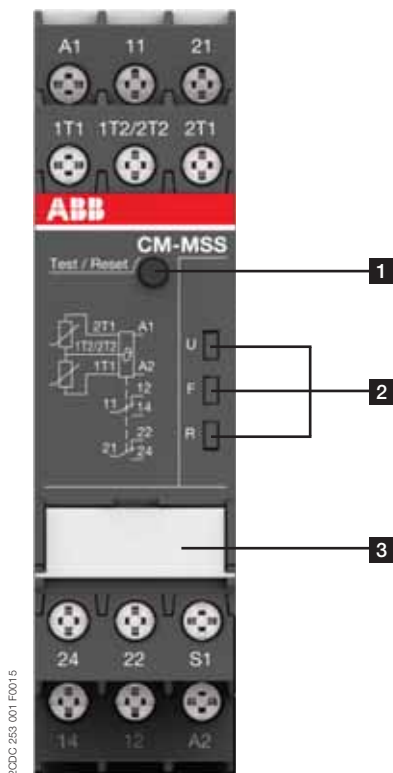 A1 11 21
1T1 1T2/2T2 2T1
ABB
CM-MSS
Test / Reset
1
2T1 A1
1T2/2T2
1T1 A2
12
11 14
22
21 24
U
F
R
2
3
24 22 S1
14 12 A2
2CDC 253 001 F0015